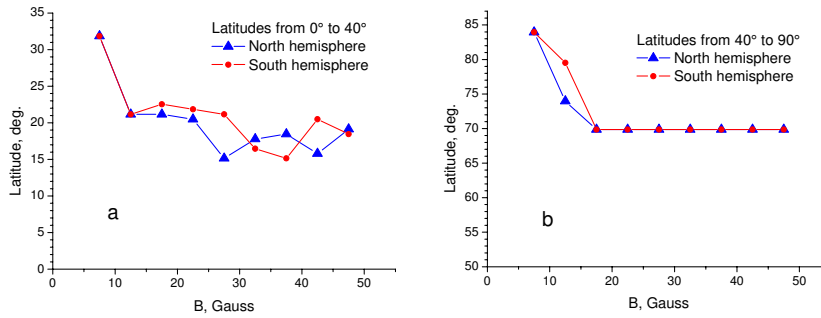 Latitudes from 0° to 40°
North hemisphere
South hemisphere
Latitude, deg.
35
30
25
20
15
10
5
0
a
0 10 20 30 40 50
B, Gauss
Latitudes from 40° to 90°
North hemisphere
South hemisphere
Latitude, deg.
90
85
80
75
70
65
60
55
50
b
0 10 20 30 40 50
B, Gauss